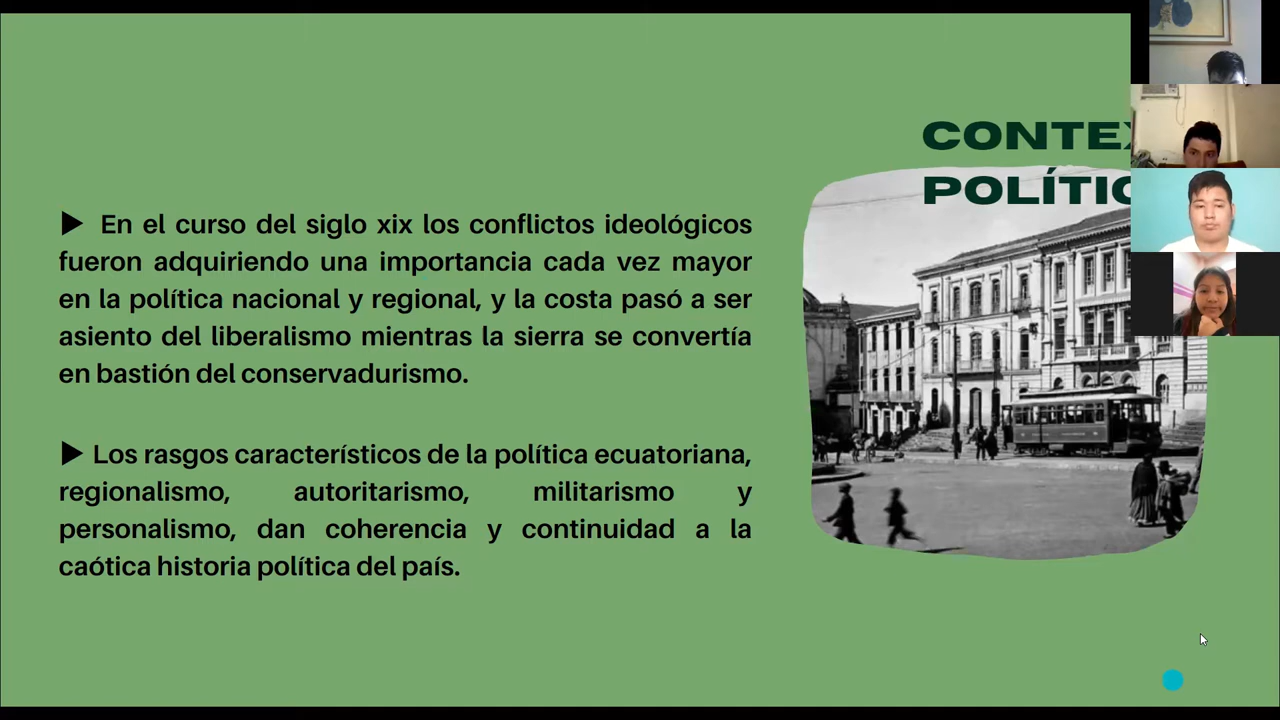 ▶ En el curso del siglo xix los conflictos ideológicos
fueron adquiriendo una importancia cada vez mayor
en la política nacional y regional, y la costa pasó a ser
asiento del liberalismo mientras la sierra se convertía
en bastión del conservadurismo.
▶ Los rasgos característicos de la política ecuatoriana,
regionalismo, autoritarismo, militarismo y
personalismo, dan coherencia y continuidad a la
caótica historia política del país.